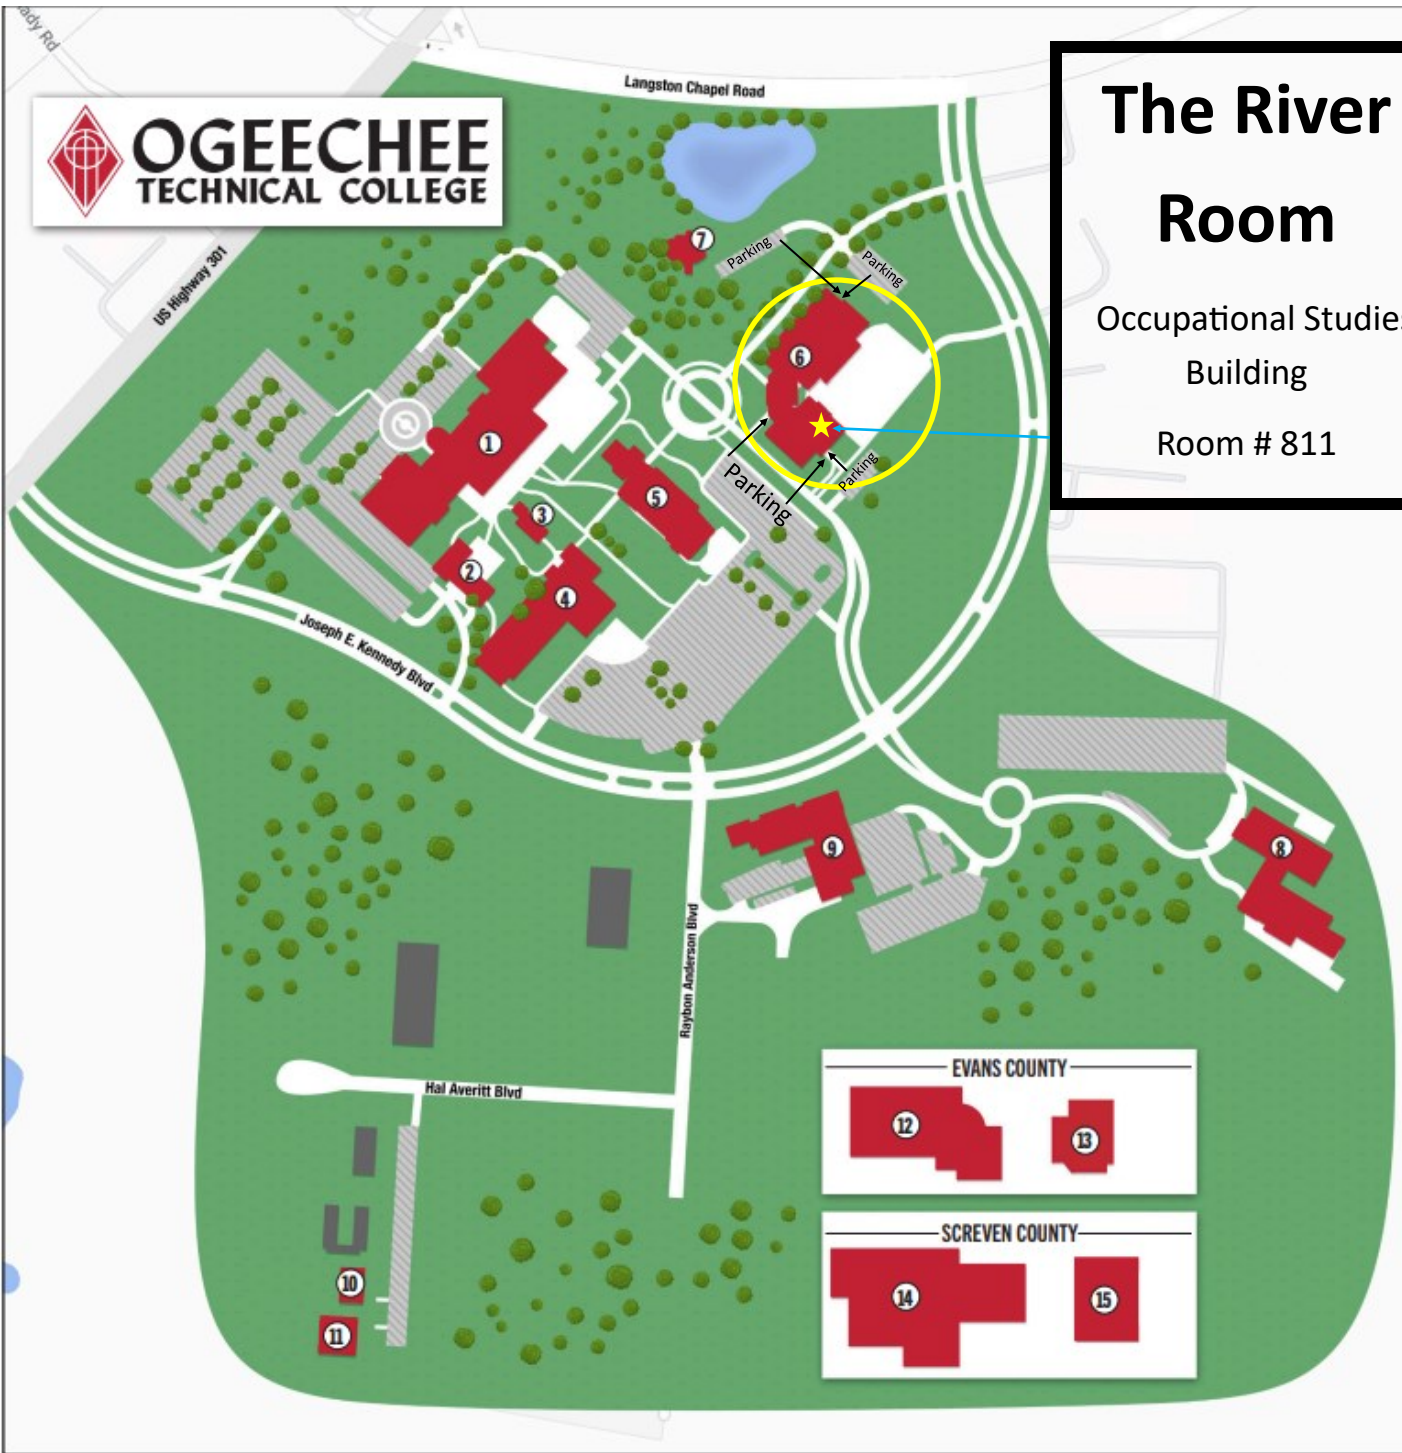 ady Rd
Langston Chapel Road
The River
Room
Occupational Studies
Building
Room # 811
OGEECHEE
TECHNICAL COLLEGE
US Highway 301
7
Parking
Parking
6
1
5
Parking
Parking
3
2
4
Joseph E. Kennedy Blvd
9
8
Raybon Anderson Blvd
Hal Averitt Blvd
EVANS COUNTY
12
13
SCREVEN COUNTY
14
15
10
11